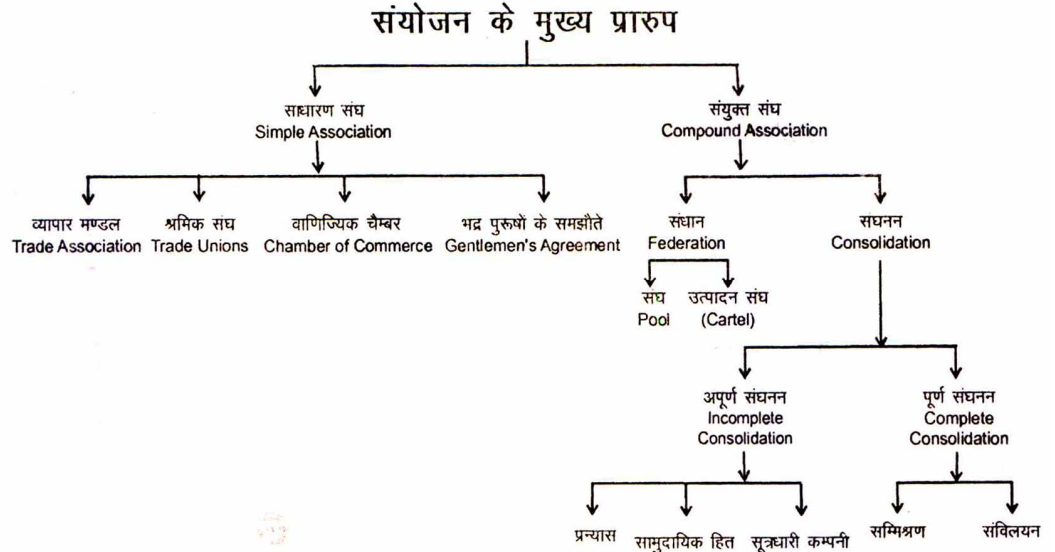 संयोजन के मुख्य प्रारुप
साधारण संघ
Simple Association
संयुक्त संघ
Compound Association
व्यापार मण्डल
Trade Association
श्रमिक संघ
Trade Unions
वाणिज्यिक चैम्बर
Chamber of Commerce
भद्र पुरूषों के समझौते
Gentlemen's Agreement
संधान
Federation
संघनन
Consolidation
संघ
Pool
उत्पादन संघ
(Cartel)
अपूर्ण संघनन
Incomplete
Consolidation
पूर्ण संघनन
Complete
Consolidation
प्रन्यास
सामुदायिक हित
सूत्रधारी कम्पनी
सम्मिश्रण
संविलयन